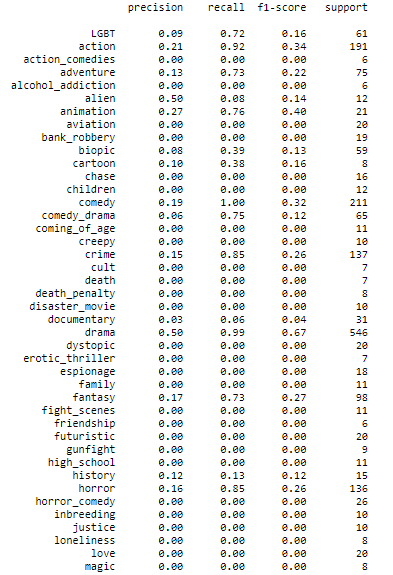 precision recall f1-score support
LGBT 0.09 0.72 0.16 61
action 0.21 0.92 0.34 191
action_comedies 0.00 0.00 0.00 6
adventure 0.13 0.73 0.22 75
alcohol_addiction 0.00 0.00 0.00 6
alien 0.50 0.08 0.14 12
animation 0.27 0.76 0.40 21
aviation 0.00 0.00 0.00 20
bank_robbery 0.00 0.00 0.00 19
biopic 0.08 0.39 0.13 59
cartoon 0.10 0.38 0.16 8
chase 0.00 0.00 0.00 16
children 0.00 0.00 0.00 12
comedy 0.19 1.00 0.32 211
comedy_drama 0.06 0.75 0.12 65
coming_of_age 0.00 0.00 0.00 11
creepy 0.00 0.00 0.00 10
crime 0.15 0.85 0.26 137
cult 0.00 0.00 0.00 7
death 0.00 0.00 0.00 7
death_penalty 0.00 0.00 0.00 8
disaster_movie 0.00 0.00 0.00 10
documentary 0.03 0.06 0.04 31
drama 0.50 0.99 0.67 546
dystopic 0.00 0.00 0.00 20
erotic_thriller 0.00 0.00 0.00 7
espionage 0.00 0.00 0.00 18
family 0.00 0.00 0.00 11
fantasy 0.17 0.73 0.27 98
fight_scenes 0.00 0.00 0.00 11
friendship 0.00 0.00 0.00 6
futuristic 0.00 0.00 0.00 20
gunfight 0.00 0.00 0.00 9
high_school 0.00 0.00 0.00 11
history 0.12 0.13 0.12 15
horror 0.16 0.85 0.26 136
horror_comedy 0.00 0.00 0.00 26
inbreeding 0.00 0.00 0.00 10
justice 0.00 0.00 0.00 10
loneliness 0.00 0.00 0.00 8
love 0.00 0.00 0.00 20
magic 0.00 0.00 0.00 8